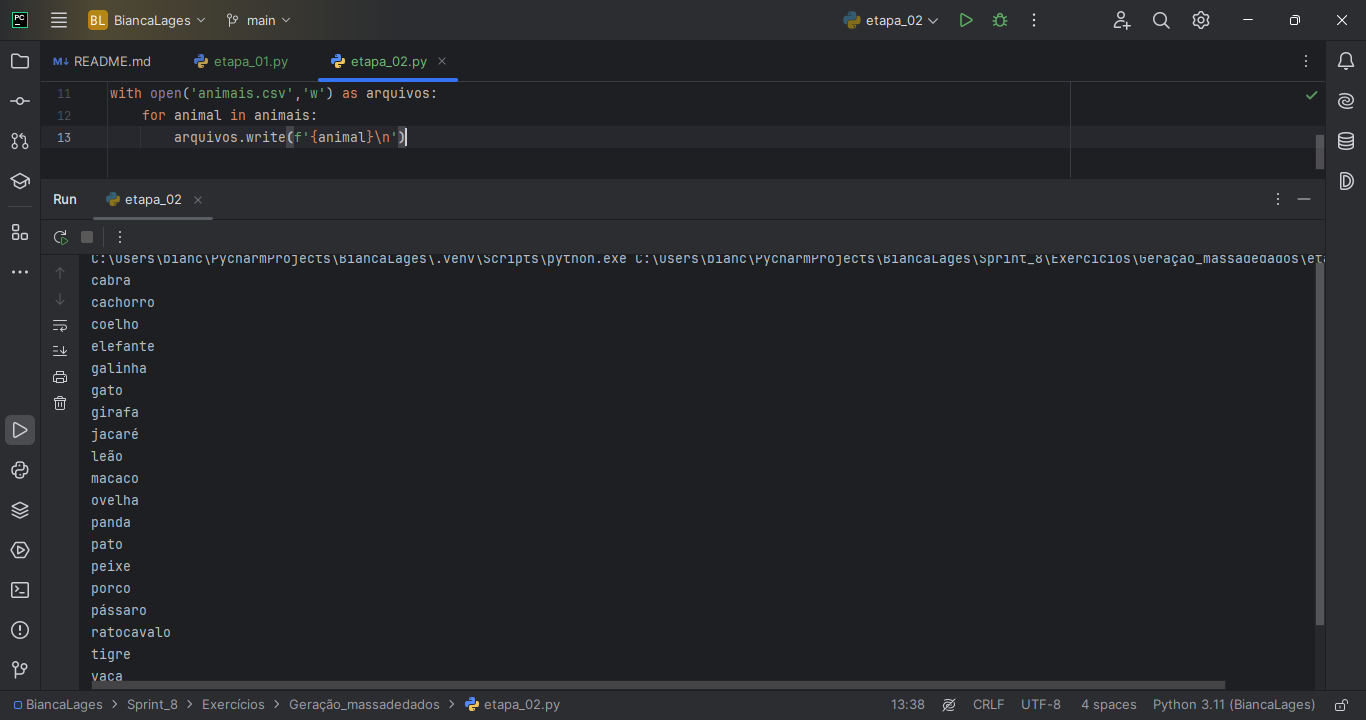 PC
BL BiancaLages main etapa_02
README.md etapa_01.py etapa_02.py
11 with open('animais.csv','w') as arquivos:
12 for animal in animais:
13 arquivos.write(f'{animal}\n')
Run etapa_02
C:\Users\bianc\PycharmProjects\BiancaLages\.venv\Scripts\python.exe C:\Users\bianc\PycharmProjects\BiancaLages\Sprint_8\Exercícios\Geração_massadedados\eta
cabra
cachorro
coelho
elefante
galinha
gato
girafa
jacaré
leão
macaco
ovelha
panda
pato
peixe
porco
pássaro
ratocavalo
tigre
vaca
BiancaLages > Sprint_8 > Exercícios > Geração_massadedados > etapa_02.py 13:38 CRLF UTF-8 4 spaces Python 3.11 (BiancaLages)